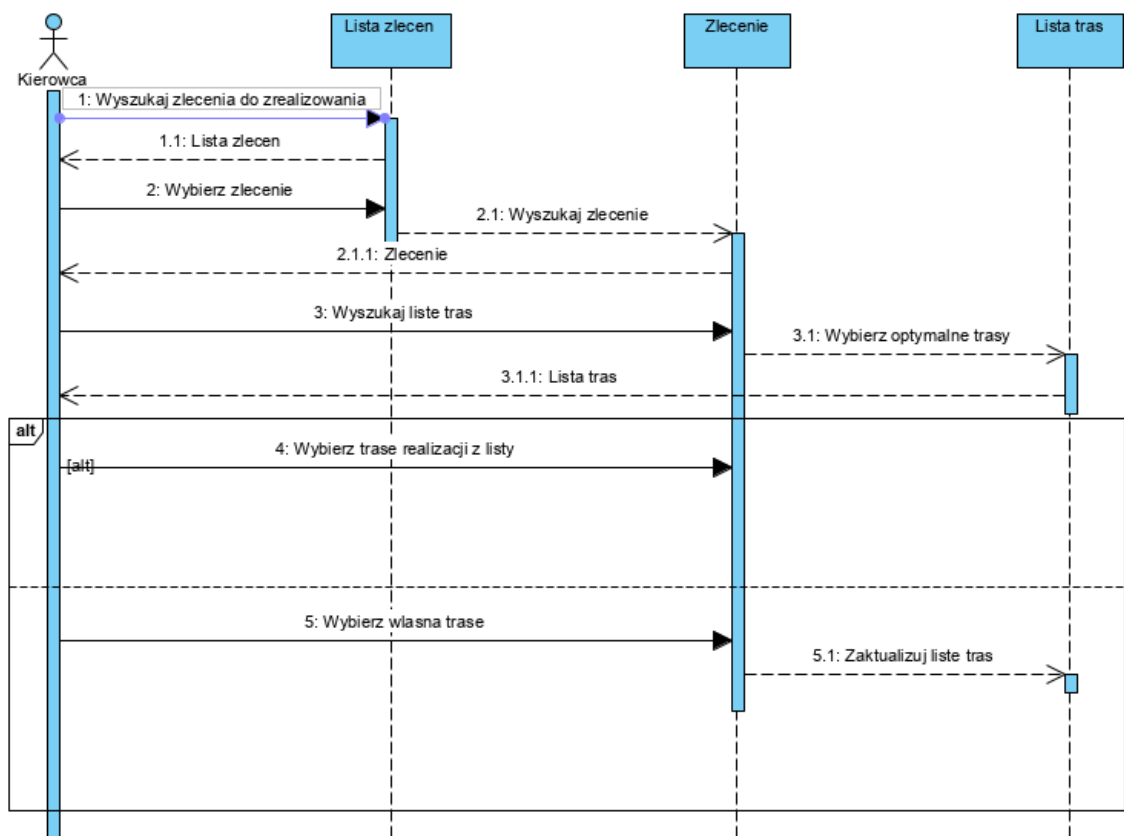 Kierowca
Lista zlecen
Zlecenie
Lista tras
1: Wyszukaj zlecenia do zrealizowania
1.1: Lista zlecen
2: Wybierz zlecenie
2.1: Wyszukaj zlecenie
2.1.1: Zlecenie
3: Wyszukaj liste tras
3.1: Wybierz optymalne trasy
3.1.1: Lista tras
alt
4: Wybierz trase realizacji z listy
[alt]
5: Wybierz wlasna trase
5.1: Zaktualizuj liste tras